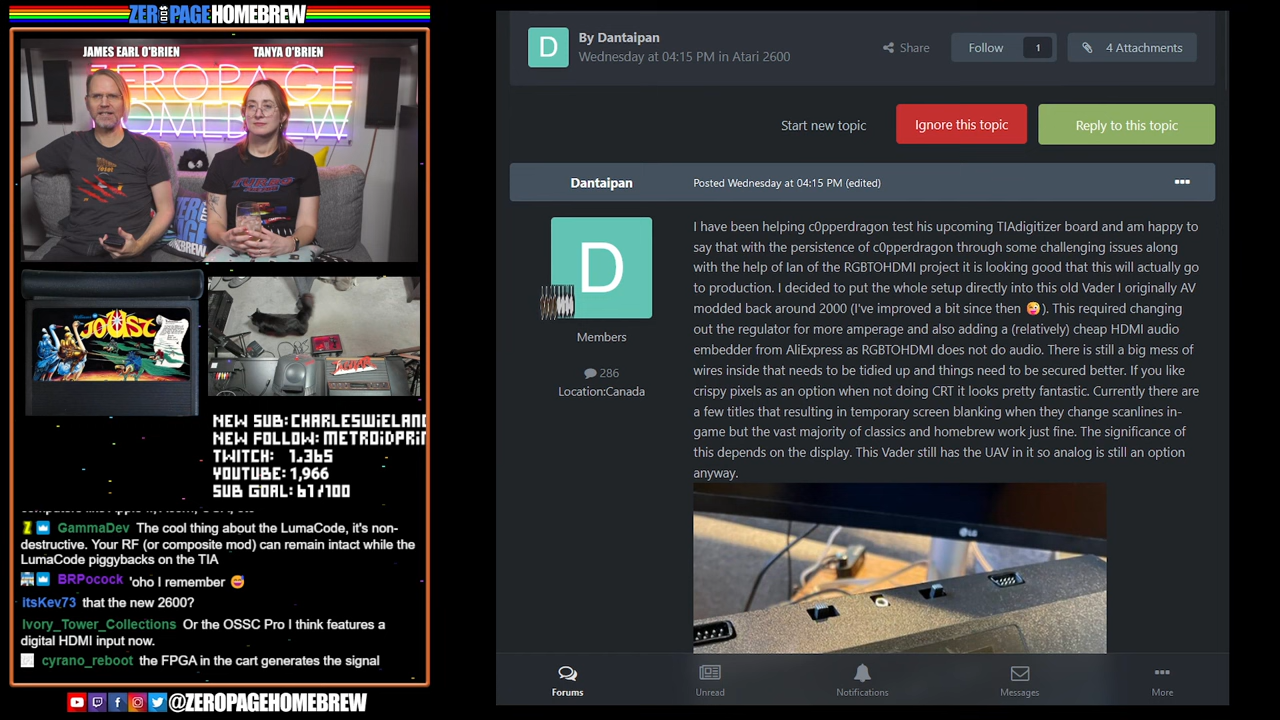 ZEROPAGE HOMEBREW
JAMES EARL O'BRIEN
TANYA O'BRIEN
ZEROPAGE
HOMEBREW
JOUST
NEW SUB: CHARLESWIELAND
NEW FOLLOW: METROIDPRI
TWITCH: 1,365
YOUTUBE: 1,966
SUB GOAL: 67/100
GammaDev The cool thing about the LumaCode, it's non-
destructive. Your RF (or composite mod) can remain intact while the
LumaCode piggybacks on the TIA
BRPocock 'oho I remember 😅
itsKev73 that the new 2600?
Ivory_Tower_Collections Or the OSSC Pro I think features a
digital HDMI input now.
cyrano_reboot the FPGA in the cart generates the signal
@ZEROPAGEHOMEBREW
D
By Dantaipan
Wednesday at 04:15 PM in Atari 2600
Share
Follow 1
4 Attachments
Start new topic
Ignore this topic
Reply to this topic
Dantaipan
Posted Wednesday at 04:15 PM (edited)
D
Members
286
Location:Canada
I have been helping c0pperdragon test his upcoming TIAdigitizer board and am happy to
say that with the persistence of c0pperdragon through some challenging issues along
with the help of Ian of the RGBTOHDMI project it is looking good that this will actually go
to production. I decided to put the whole setup directly into this old Vader I originally AV
modded back around 2000 (I've improved a bit since then 😜). This required changing
out the regulator for more amperage and also adding a (relatively) cheap HDMI audio
embedder from AliExpress as RGBTOHDMI does not do audio. There is still a big mess of
wires inside that needs to be tidied up and things need to be secured better. If you like
crispy pixels as an option when not doing CRT it looks pretty fantastic. Currently there are
a few titles that resulting in temporary screen blanking when they change scanlines in-
game but the vast majority of classics and homebrew work just fine. The significance of
this depends on the display. This Vader still has the UAV in it so analog is still an option
anyway.
LG
Forums
Unread
Notifications
Messages
More